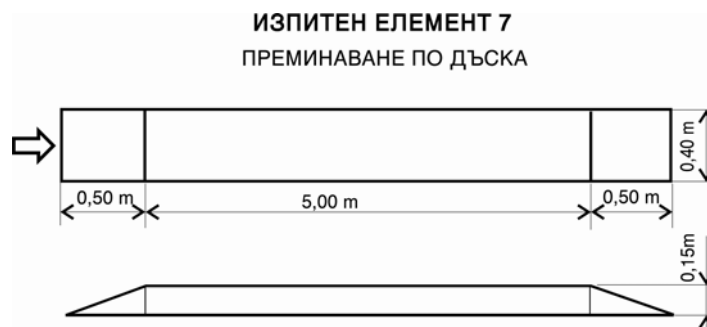 ИЗПИТЕН ЕЛЕМЕНТ 7
ПРЕМИНАВАНЕ ПО ДЪСКА
0,40 m
0,50 m
5,00 m
0,50 m
0,15m